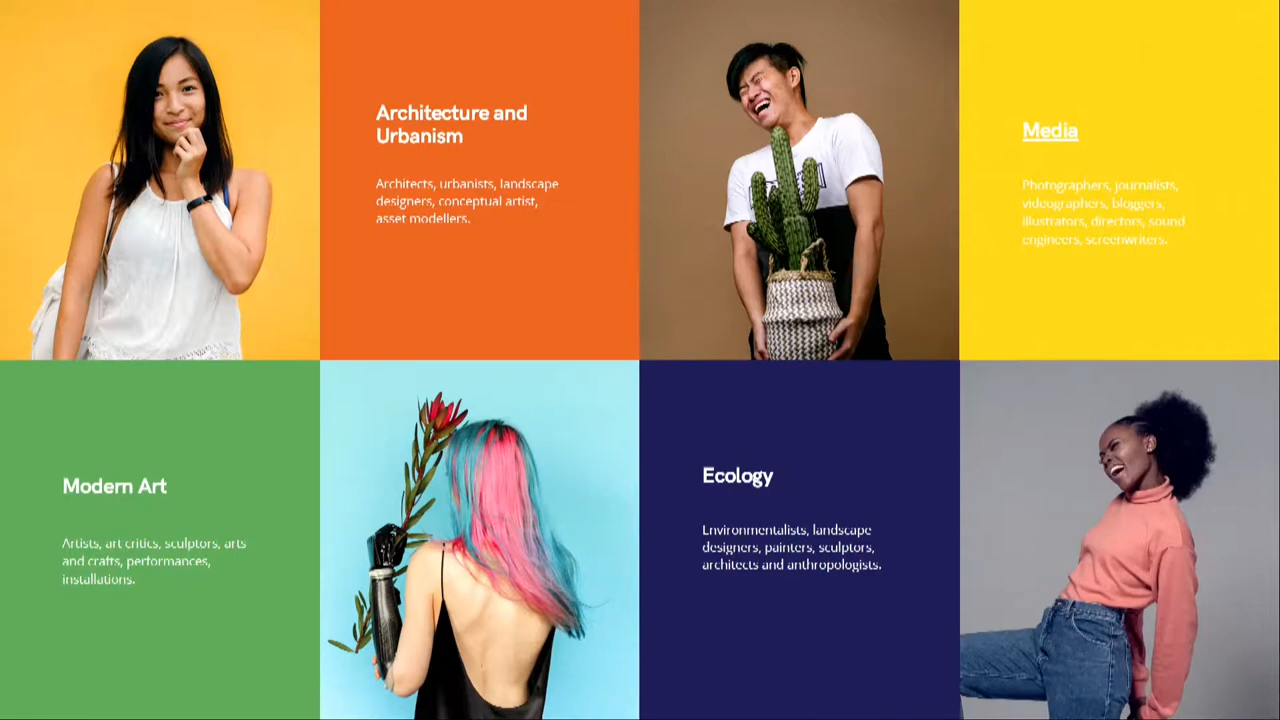 Architecture and
Urbanism
Architects, urbanists, landscape
designers, conceptual artist,
asset modellers.
Media
Photographers, journalists,
videographers, bloggers,
illustrators, directors, sound
engineers, screenwriters.
Modern Art
Artists, art critics, sculptors, arts
and crafts, performances,
installations.
Ecology
Environmentalists, landscape
designers, painters, sculptors,
architects and anthropologists.